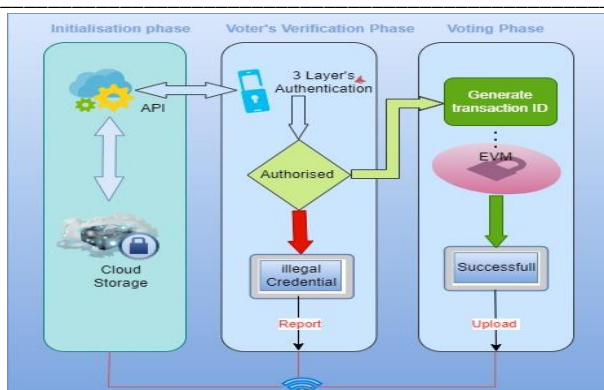 Initialisation phase
Voter's Verification Phase
Voting Phase
API
Cloud
Storage
3 Layer's
Authentication
Authorised
illegal
Credential
Report
Generate
transaction ID
EVM
Successfull
Upload